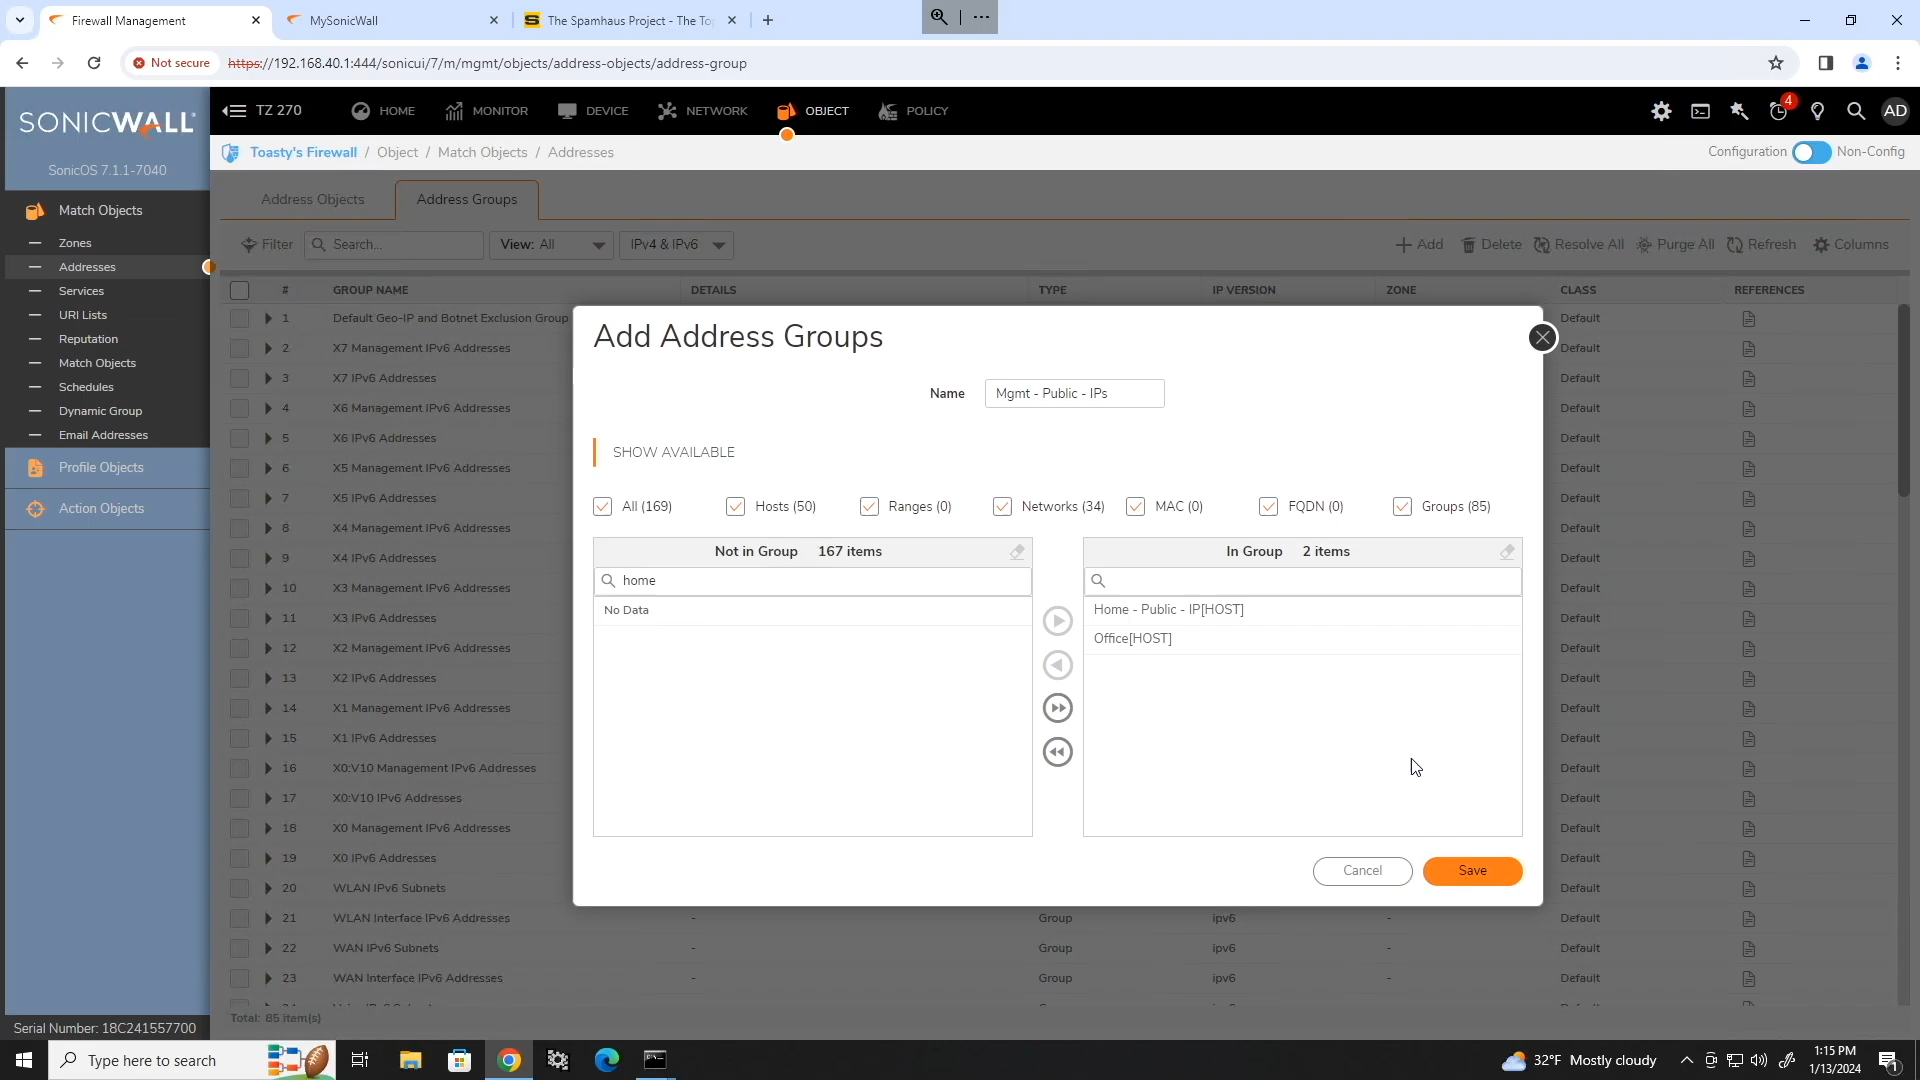 Firewall Management
MySonicWall
The Spamhaus Project - The To
Not secure
https://192.168.40.1:444/sonicui/7/m/mgmt/objects/address-objects/address-group
SONICWALL
SonicOS 7.1.1-7040
TZ 270
HOME
MONITOR
DEVICE
NETWORK
OBJECT
POLICY
4
AD
Toasty's Firewall / Object / Match Objects / Addresses
Configuration
Non-Config
Match Objects
Zones
Addresses
Services
URI Lists
Reputation
Match Objects
Schedules
Dynamic Group
Email Addresses
Profile Objects
Action Objects
Serial Number: 18C241557700
Address Objects
Address Groups
Filter
Search...
View: All
IPv4 & IPv6
Add
Delete
Resolve All
Purge All
Refresh
Columns
# GROUP NAME DETAILS TYPE IP VERSION ZONE CLASS REFERENCES
1 Default Geo-IP and Botnet Exclusion Group Default
2 X7 Management IPv6 Addresses Default
3 X7 IPv6 Addresses Default
4 X6 Management IPv6 Addresses Default
5 X6 IPv6 Addresses Default
6 X5 Management IPv6 Addresses Default
7 X5 IPv6 Addresses Default
8 X4 Management IPv6 Addresses Default
9 X4 IPv6 Addresses Default
10 X3 Management IPv6 Addresses Default
11 X3 IPv6 Addresses Default
12 X2 Management IPv6 Addresses Default
13 X2 IPv6 Addresses Default
14 X1 Management IPv6 Addresses Default
15 X1 IPv6 Addresses Default
16 X0:V10 Management IPv6 Addresses Default
17 X0:V10 IPv6 Addresses Default
18 X0 Management IPv6 Addresses Default
19 X0 IPv6 Addresses Default
20 WLAN IPv6 Subnets Default
21 WLAN Interface IPv6 Addresses - Group ipv6 - Default
22 WAN IPv6 Subnets - Group ipv6 - Default
23 WAN Interface IPv6 Addresses - Group ipv6 - Default
Total: 85 item(s)
Add Address Groups
Name
Mgmt - Public - IPs
SHOW AVAILABLE
All (169)
Hosts (50)
Ranges (0)
Networks (34)
MAC (0)
FQDN (0)
Groups (85)
Not in Group 167 items
home
No Data
In Group 2 items
Home - Public - IP[HOST]
Office[HOST]
Cancel
Save
Type here to search
32°F Mostly cloudy
1:15 PM
1/13/2024
1